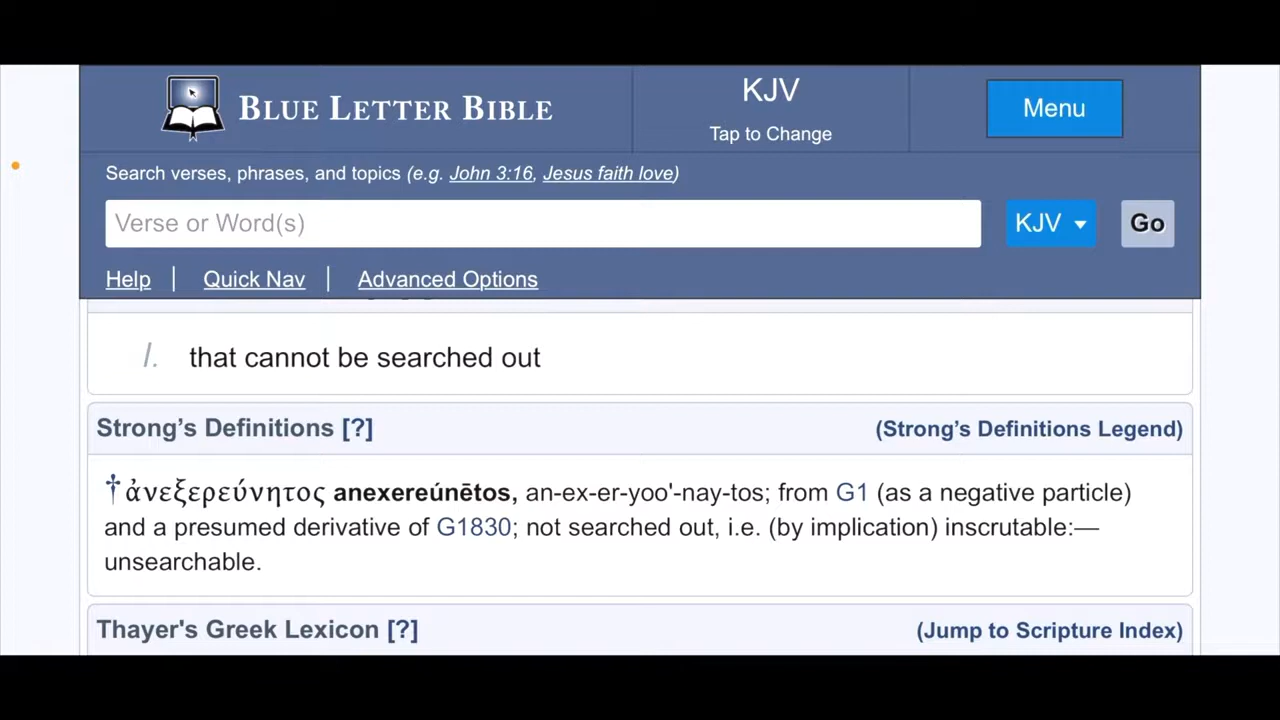 BLUE LETTER BIBLE
KJV
Tap to Change
Menu
Search verses, phrases, and topics (e.g. John 3:16, Jesus faith love)
Verse or Word(s)
KJV
Go
Help | Quick Nav | Advanced Options
I. that cannot be searched out
Strong’s Definitions [?] (Strong’s Definitions Legend)
†ἀνεξερεύνητος anexereúnētos, an-ex-er-yoo'-nay-tos; from G1 (as a negative particle)
and a presumed derivative of G1830; not searched out, i.e. (by implication) inscrutable:—
unsearchable.
Thayer's Greek Lexicon [?] (Jump to Scripture Index)